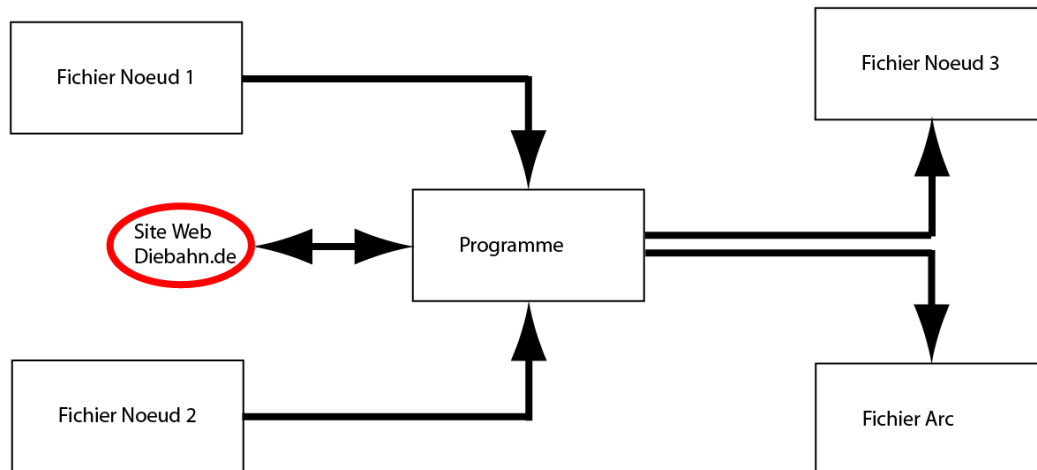 Fichier Noeud 1
Fichier Noeud 3
Site Web
Diebahn.de
Programme
Fichier Noeud 2
Fichier Arc